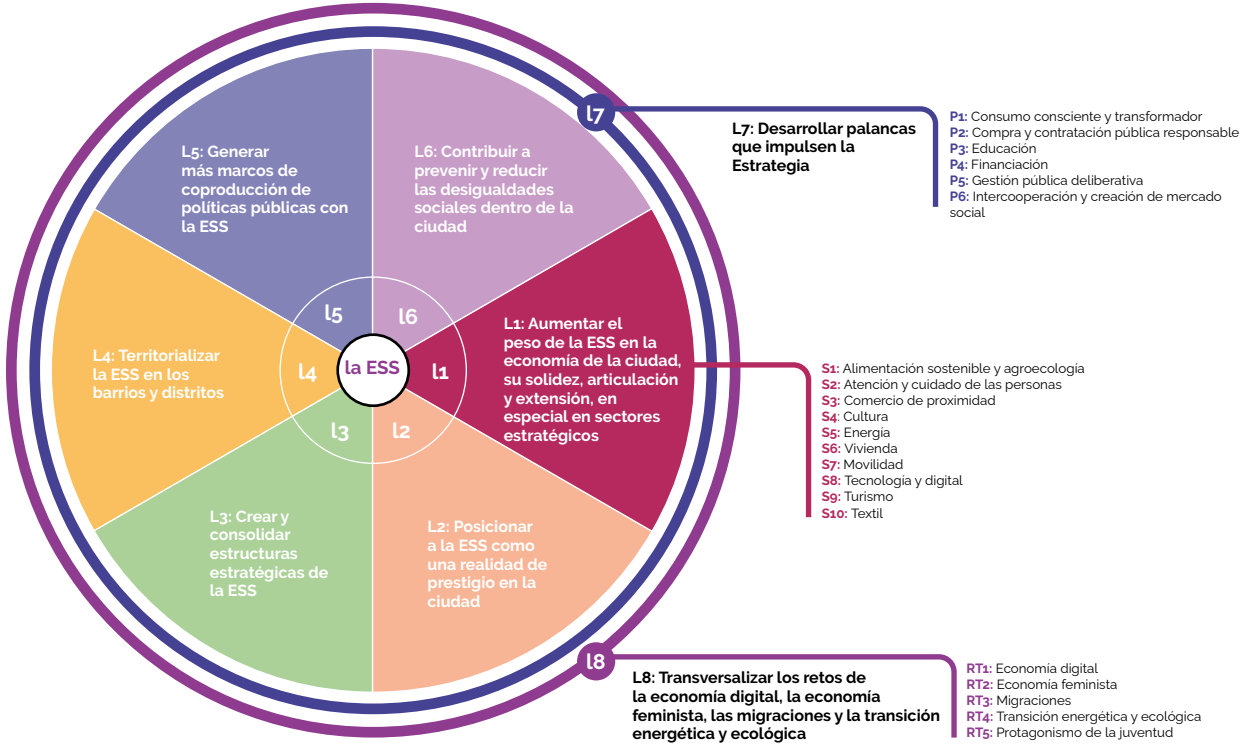 L5: Generar
más marcos de
coproducción de
políticas públicas con
la ESS
L6: Contribuir a
prevenir y reducir
las desigualdades
sociales dentro de la
ciudad
l7
L7: Desarrollar palancas
que impulsen la
Estrategia
P1: Consumo consciente y transformador
P2: Compra y contratación pública responsable
P3: Educación
P4: Financiación
P5: Gestión pública deliberativa
P6: Intercooperación y creación de mercado
social
l5
l6
L4: Territorializar
la ESS en los
barrios y distritos
l4
la ESS
l1
L1: Aumentar el
peso de la ESS en la
economía de la ciudad,
su solidez, articulación
y extensión, en
especial en sectores
estratégicos
S1: Alimentación sostenible y agroecología
S2: Atención y cuidado de las personas
S3: Comercio de proximidad
S4: Cultura
S5: Energía
S6: Vivienda
S7: Movilidad
S8: Tecnología y digital
S9: Turismo
S10: Textil
l3
l2
L3: Crear y
consolidar
estructuras
estratégicas de
la ESS
L2: Posicionar
a la ESS como
una realidad de
prestigio en la
ciudad
l8
L8: Transversalizar los retos de
la economía digital, la economía
feminista, las migraciones y la transición
energética y ecológica
RT1: Economía digital
RT2: Economía feminista
RT3: Migraciones
RT4: Transición energética y ecológica
RT5: Protagonismo de la juventud